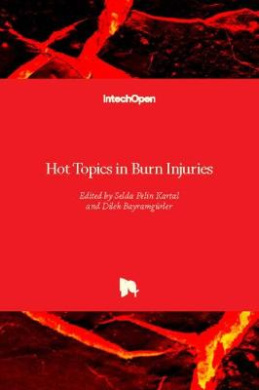 IntechOpen
Hot Topics in Burn Injuries
Edited by Selda Pelin Kartal
and Dilek Bayramgürler